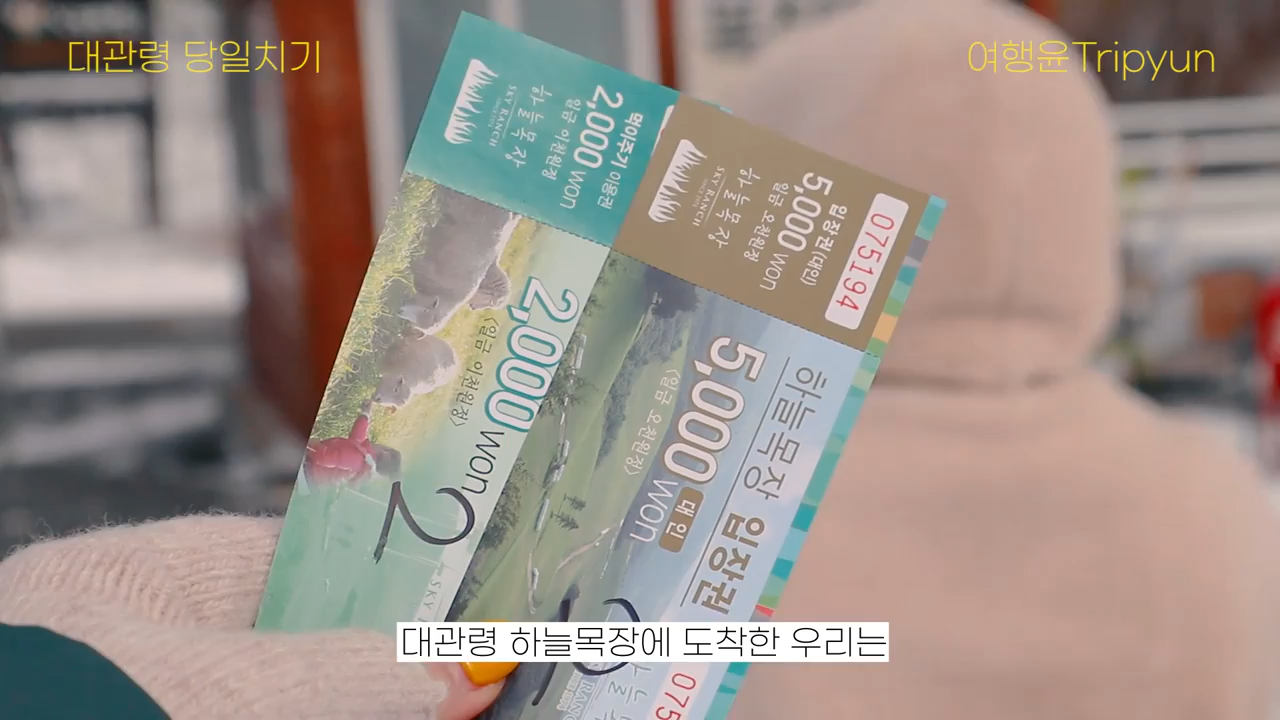 대관령 당일치기
여행윤Tripyun
하늘목장
SKY RANCH
먹이주기 이용권
2,000 won
일금 이천원정
하늘목장
SKY RANCH
입장권(대인)
5,000 won
일금 오천원정
075194
2,000 won
(일금 이천원정)
2
하늘목장 입장권
5,000 won
대인
(일금 오천원정)
대관령 하늘목장에 도착한 우리는
075